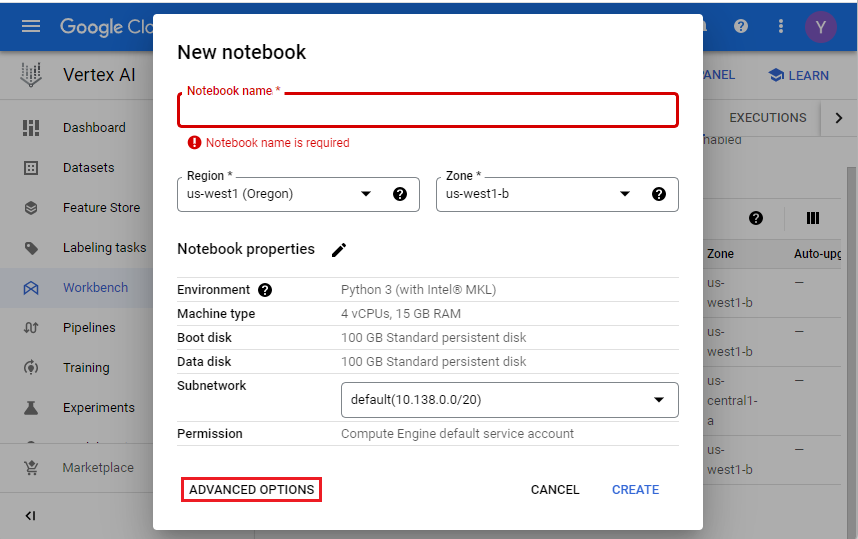 Google Clo
Y
Vertex AI
PANEL
LEARN
Dashboard
Datasets
Feature Store
Labeling tasks
Workbench
Pipelines
Training
Experiments
Marketplace
New notebook
Notebook name *
Notebook name is required
Region *
us-west1 (Oregon)
Zone *
us-west1-b
Notebook properties
Environment Python 3 (with Intel® MKL)
Machine type 4 vCPUs, 15 GB RAM
Boot disk 100 GB Standard persistent disk
Data disk 100 GB Standard persistent disk
Subnetwork default(10.138.0.0/20)
Permission Compute Engine default service account
ADVANCED OPTIONS CANCEL CREATE
EXECUTIONS
nabled
Zone Auto-upg
us- —
west1-b
us- —
west1-b
us- —
central1-
a
us- —
west1-b